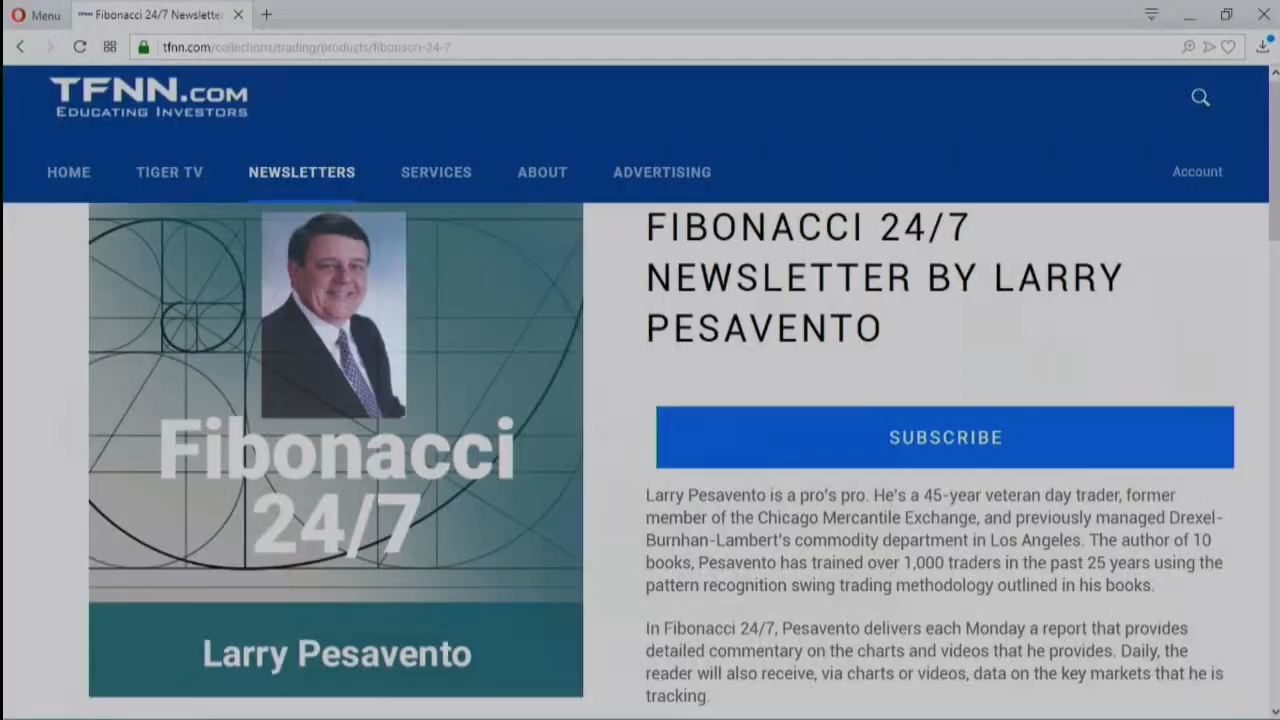 Menu
Fibonacci 24/7 Newslette
tfnn.com/collections/trading/products/fibonacci-24-7
TFNN.COM
EDUCATING INVESTORS
HOME
TIGER TV
NEWSLETTERS
SERVICES
ABOUT
ADVERTISING
Account
Fibonacci
24/7
Larry Pesavento
FIBONACCI 24/7
NEWSLETTER BY LARRY
PESAVENTO
SUBSCRIBE
Larry Pesavento is a pro's pro. He's a 45-year veteran day trader, former
member of the Chicago Mercantile Exchange, and previously managed Drexel-
Burnhan-Lambert's commodity department in Los Angeles. The author of 10
books, Pesavento has trained over 1,000 traders in the past 25 years using the
pattern recognition swing trading methodology outlined in his books.
In Fibonacci 24/7, Pesavento delivers each Monday a report that provides
detailed commentary on the charts and videos that he provides. Daily, the
reader will also receive, via charts or videos, data on the key markets that he is
tracking.